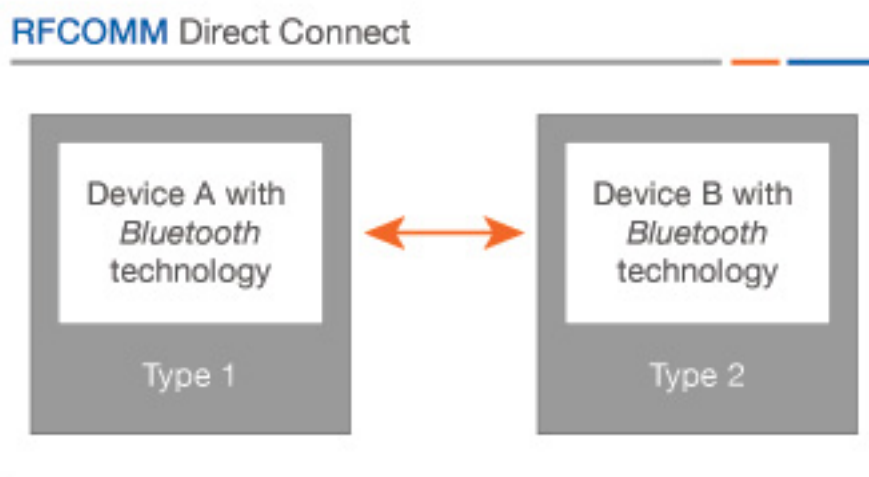 RFCOMM Direct Connect
Device A with
Bluetooth
technology
Type 1
Device B with
Bluetooth
technology
Type 2